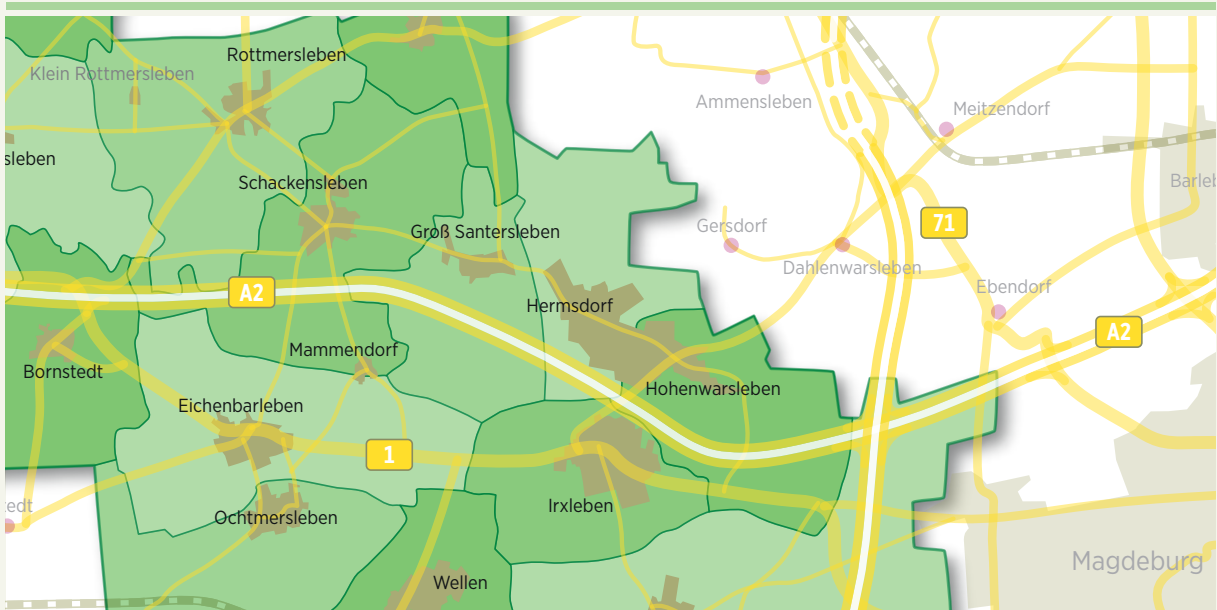 Rottmersleben
Klein Rottmersleben
Ammensleben
Meitzendorf
sleben
Schackensleben
Barleb
Groß Santersleben
Gersdorf
71
Dahlenwarsleben
A2
Ebendorf
Hermsdorf
A2
Mammendorf
Bornstedt
Hohenwarsleben
Eichenbarleben
1
edt
Irxleben
Ochtmersleben
Magdeburg
Wellen